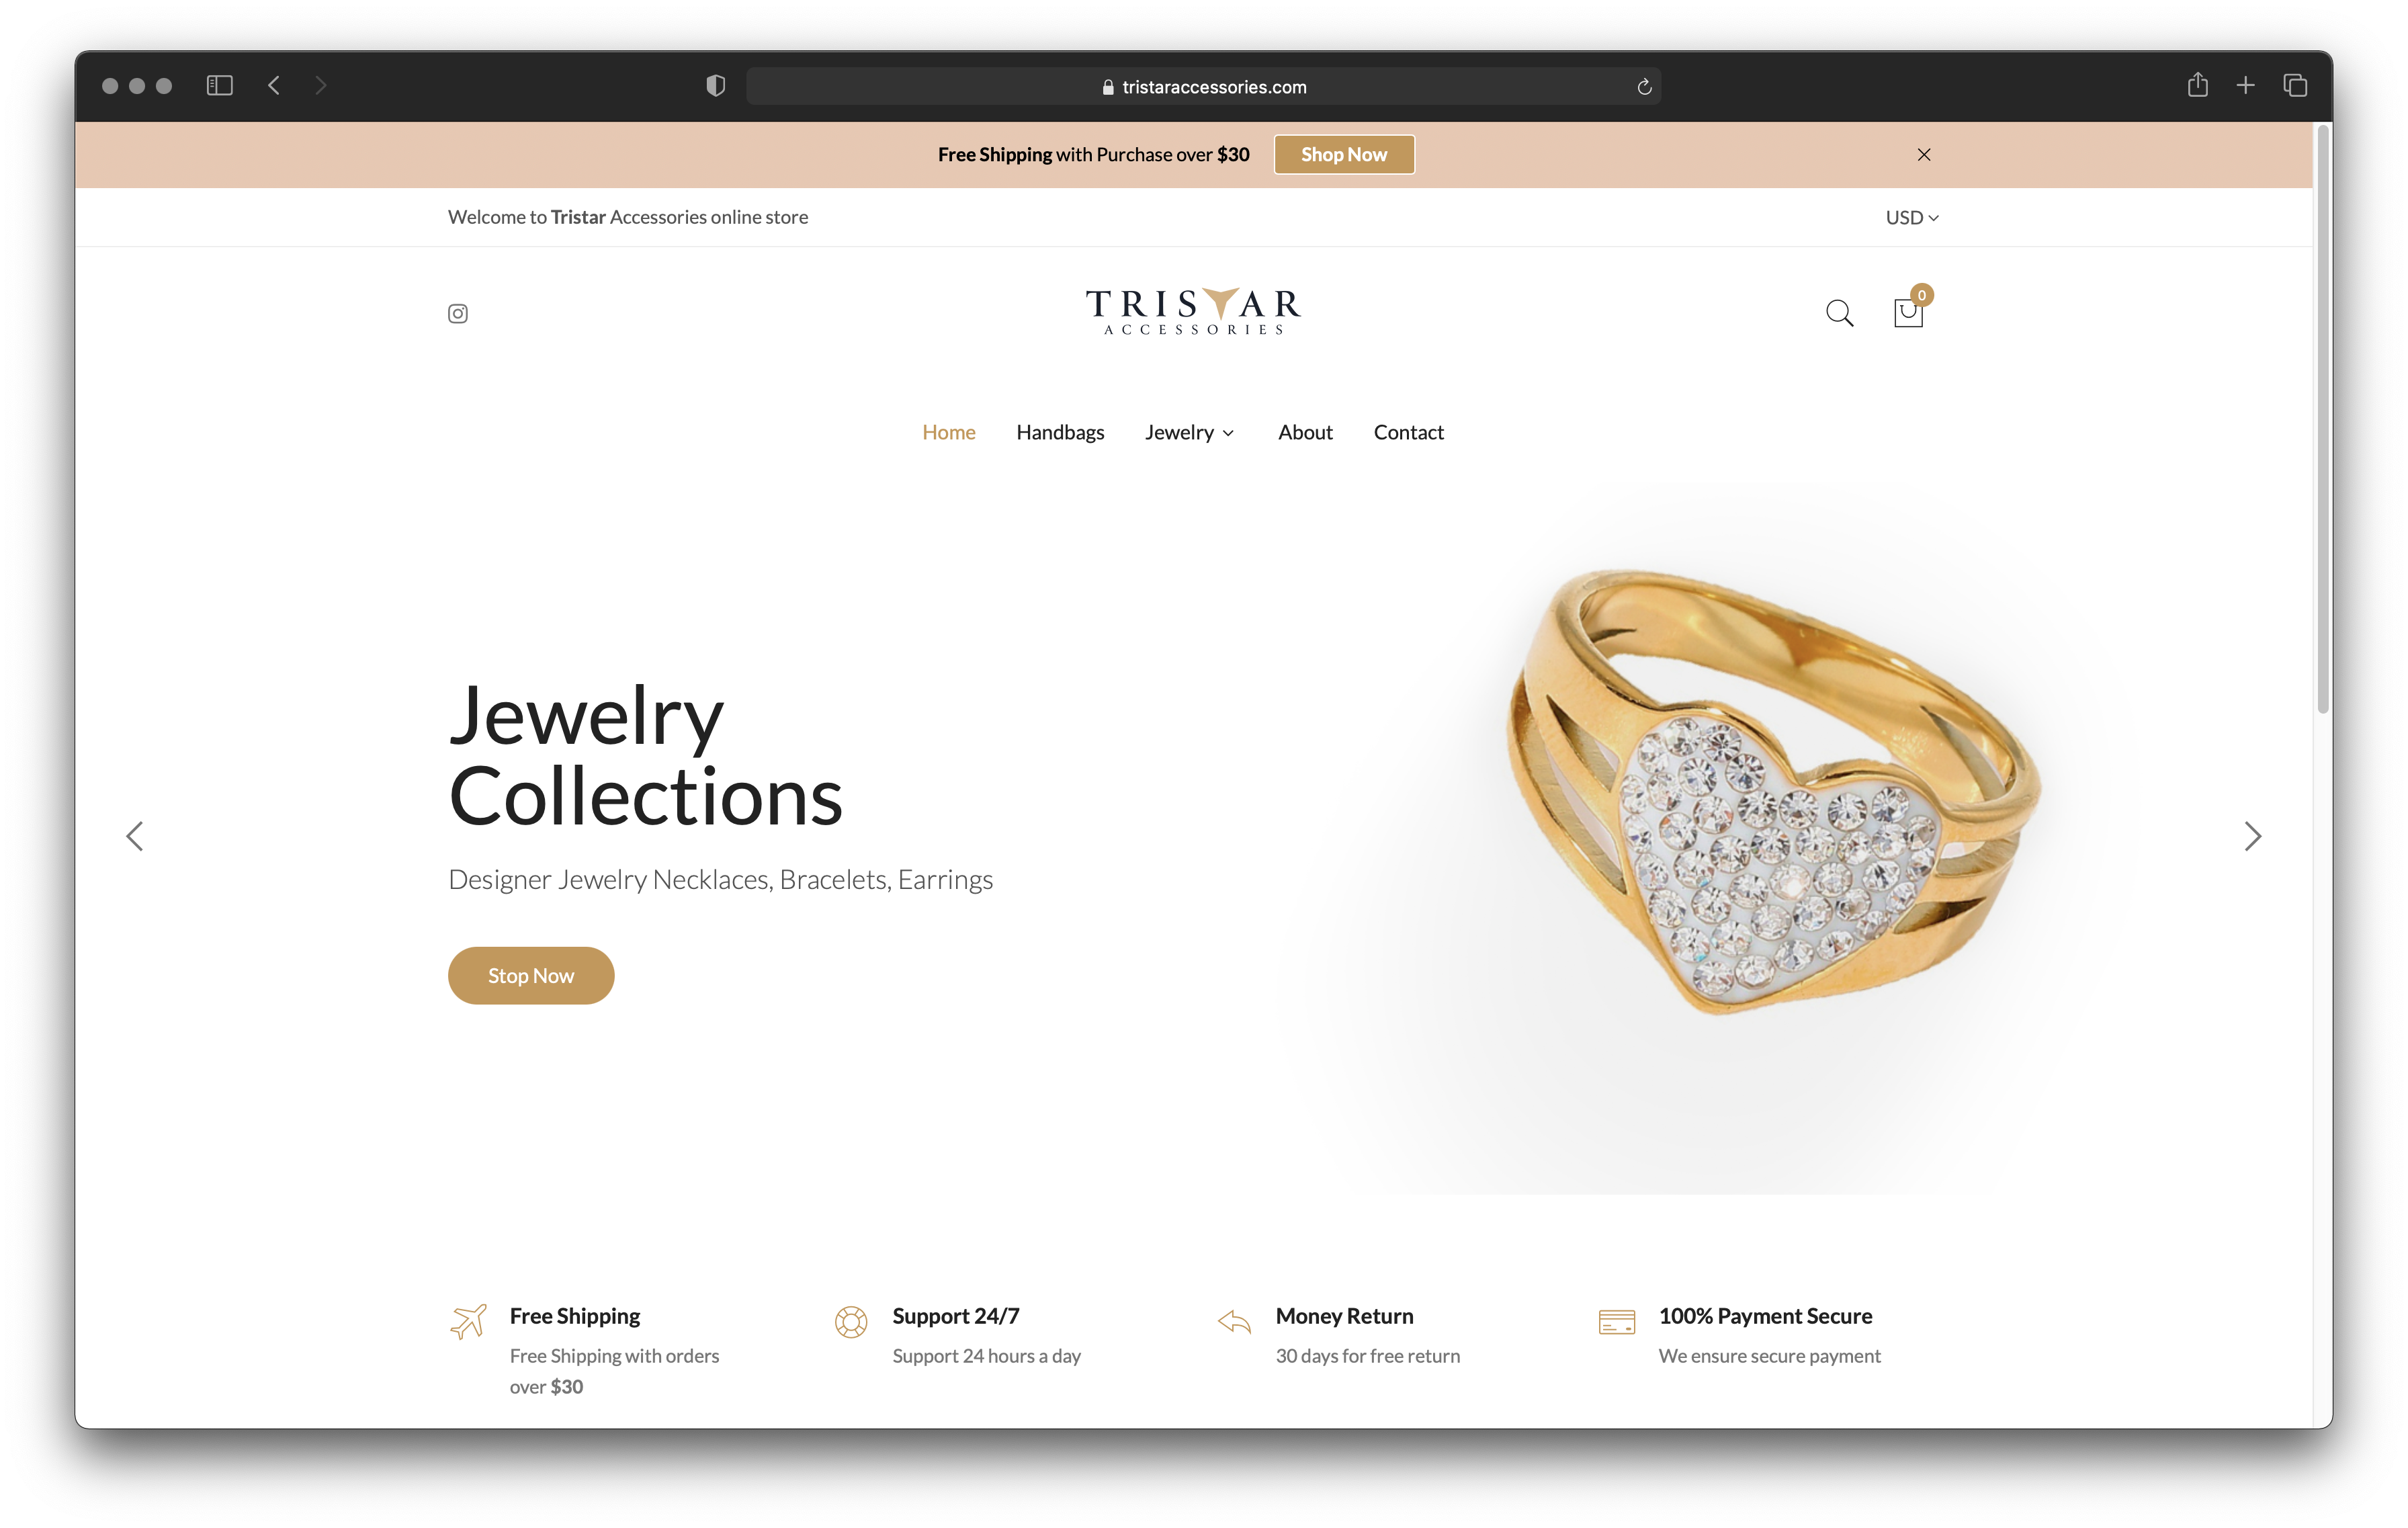 tristaraccessories.com
Free Shipping with Purchase over $30 Shop Now
Welcome to Tristar Accessories online store
USD
TRISTAR
ACCESSORIES
0
Home Handbags Jewelry About Contact
Jewelry
Collections
Designer Jewelry Necklaces, Bracelets, Earrings
Stop Now
Free Shipping
Free Shipping with orders
over $30
Support 24/7
Support 24 hours a day
Money Return
30 days for free return
100% Payment Secure
We ensure secure payment